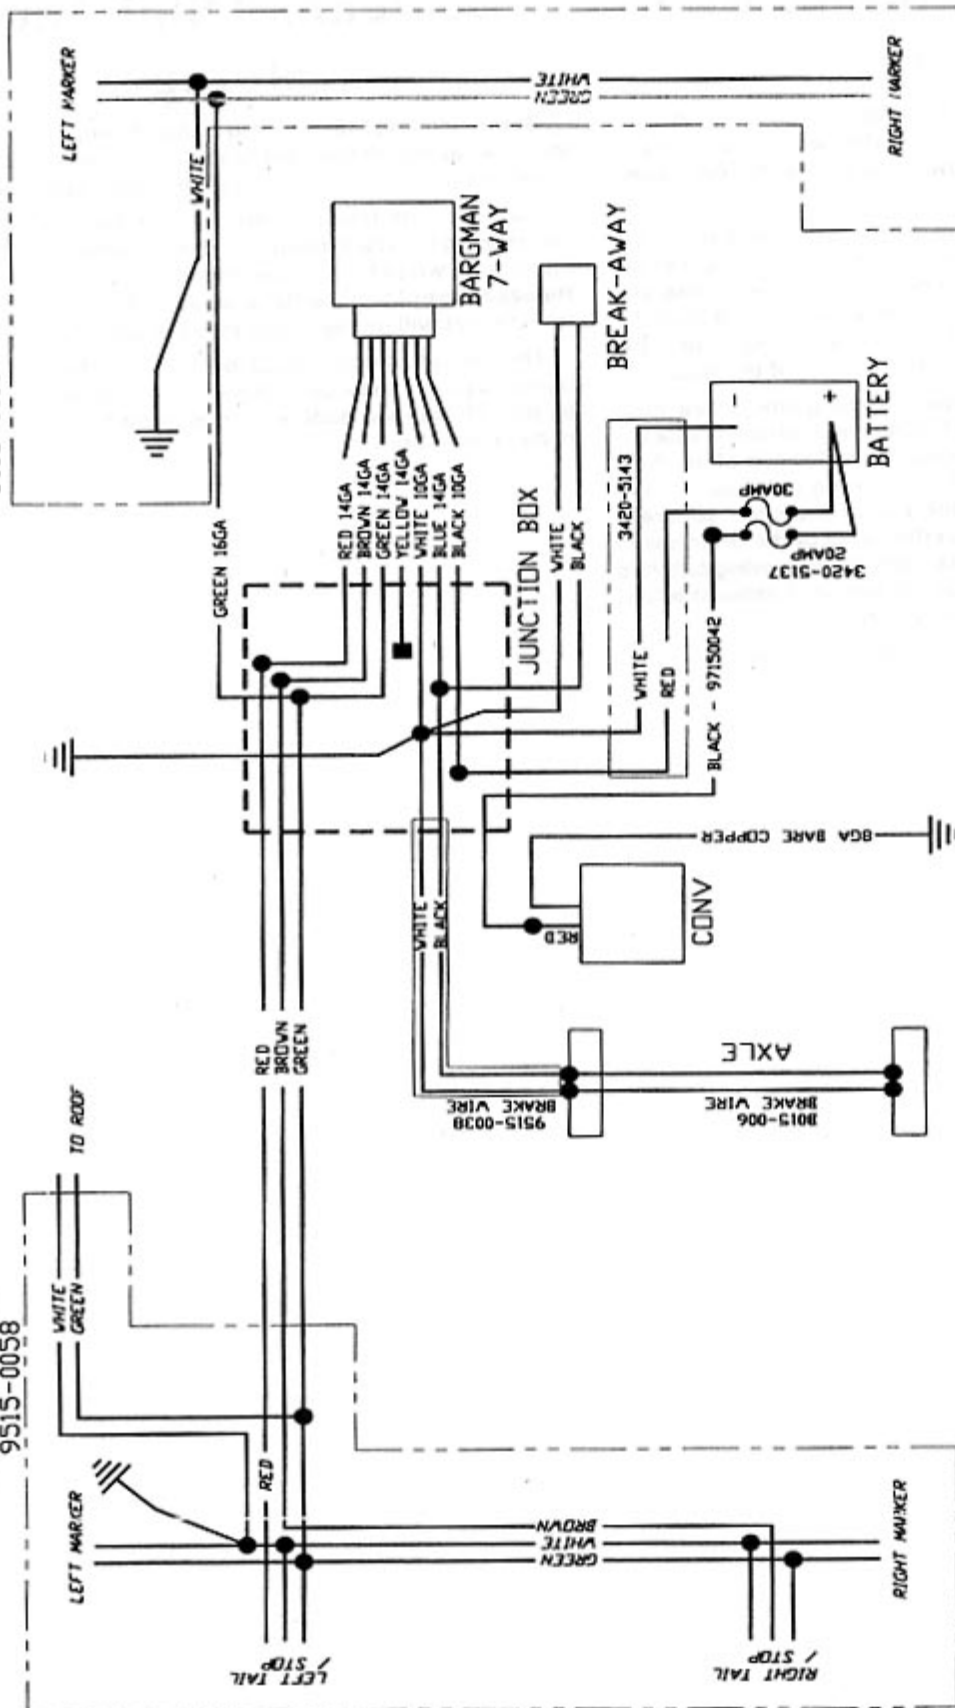 LEFT MARKER
WHITE
GREEN
RIGHT MARKER
WHITE
BARGMAN
7-WAY
BREAK-AWAY
BATTERY
-
+
GREEN 16GA
RED 14GA
BROWN 14GA
GREEN 14GA
YELLOW 14GA
WHITE 10GA
BLUE 14GA
BLACK 10GA
JUNCTION BOX
WHITE
BLACK
3420-5143
30AMP
20AMP
3420-5137
WHITE
RED
BLACK - 97150042
8GA BARE COPPER
CONV
RED
WHITE
BLACK
RED
BROWN
GREEN
AXLE
9515-0038
BRAKE WIRE
8015-006
BRAKE WIRE
TO ROOF
9515-0058
WHITE
GREEN
LEFT MARKER
RED
BROWN
WHITE
GREEN
RIGHT MARKER
LEFT TAIL
/ STOP
RIGHT TAIL
/ STOP